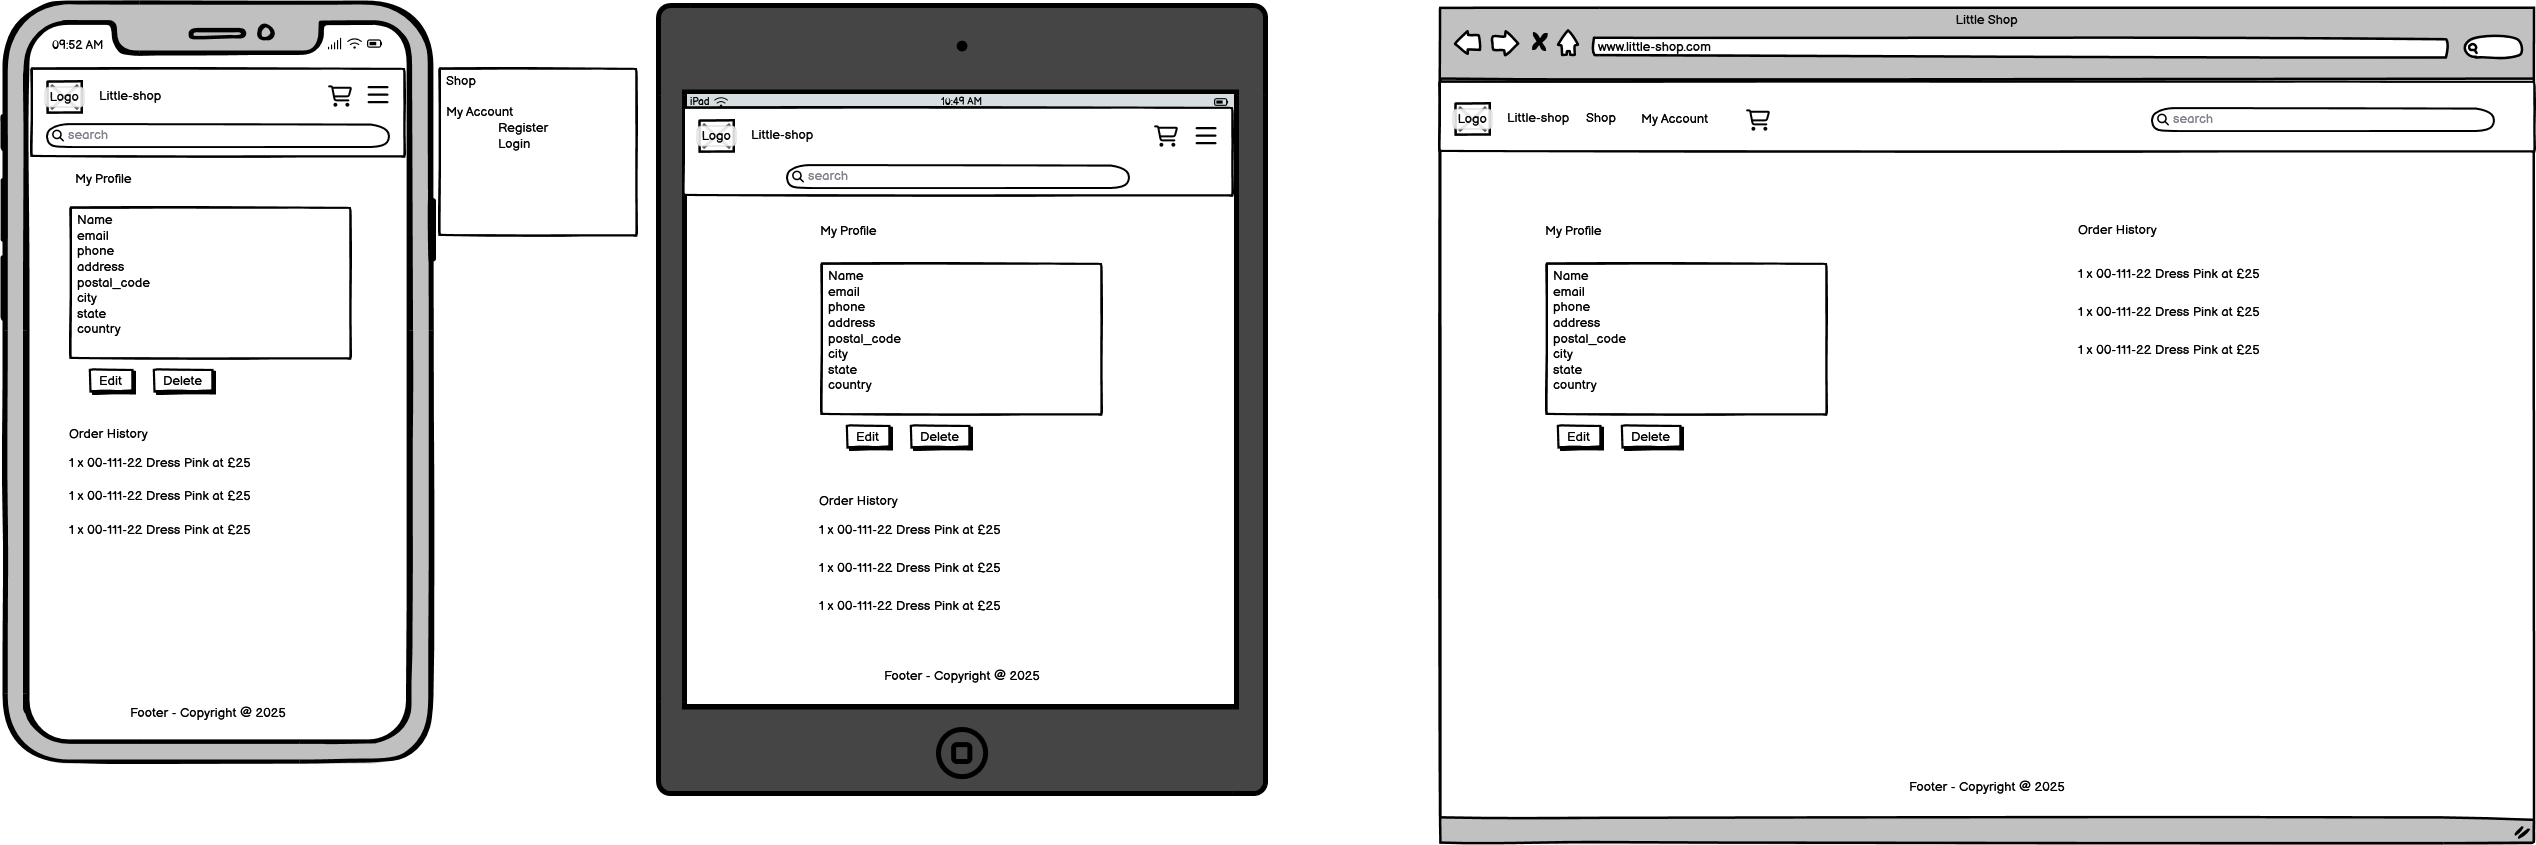 09:52 AM
Logo
Little-shop
search
My Profile
Name
email
phone
address
postal_code
city
state
country
Edit
Delete
Order History
1 x 00-111-22 Dress Pink at £25
1 x 00-111-22 Dress Pink at £25
1 x 00-111-22 Dress Pink at £25
Footer - Copyright @ 2025
Shop
My Account
Register
Login
iPad
10:49 AM
Logo
Little-shop
search
My Profile
Name
email
phone
address
postal_code
city
state
country
Edit
Delete
Order History
1 x 00-111-22 Dress Pink at £25
1 x 00-111-22 Dress Pink at £25
1 x 00-111-22 Dress Pink at £25
Footer - Copyright @ 2025
Little Shop
www.little-shop.com
Logo
Little-shop
Shop
My Account
search
My Profile
Name
email
phone
address
postal_code
city
state
country
Edit
Delete
Order History
1 x 00-111-22 Dress Pink at £25
1 x 00-111-22 Dress Pink at £25
1 x 00-111-22 Dress Pink at £25
Footer - Copyright @ 2025